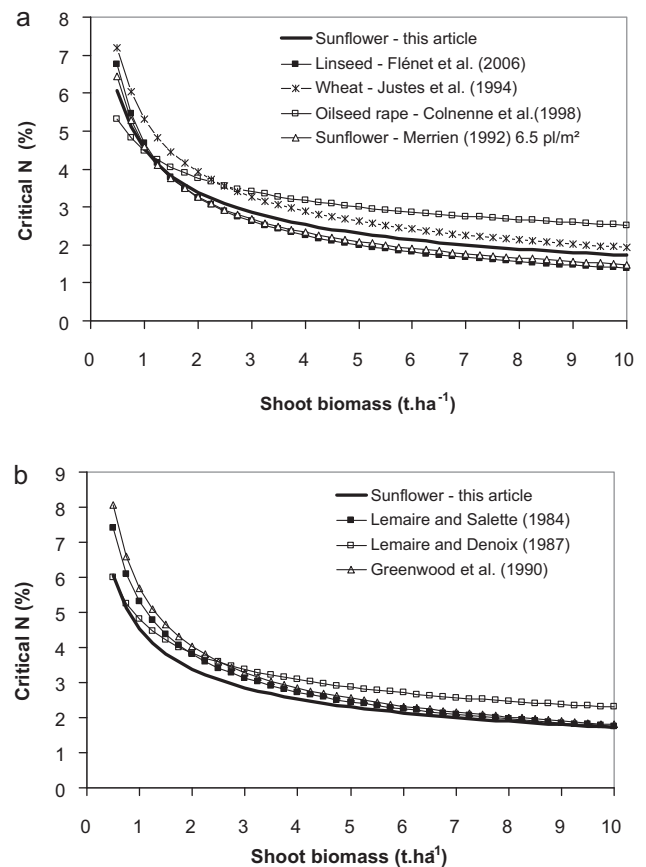 a
8
7
6
5
4
3
2
1
0
Critical N (%)
Sunflower - this article
Linseed - Flénet et al. (2006)
Wheat - Justes et al. (1994)
Oilseed rape - Colnenne et al.(1998)
Sunflower - Merrien (1992) 6.5 pl/m²
0 1 2 3 4 5 6 7 8 9 10
Shoot biomass (t.ha⁻¹)
b
9
8
7
6
5
4
3
2
1
0
Critical N (%)
Sunflower - this article
Lemaire and Salette (1984)
Lemaire and Denoix (1987)
Greenwood et al. (1990)
0 1 2 3 4 5 6 7 8 9 10
Shoot biomass (t.ha⁻¹)